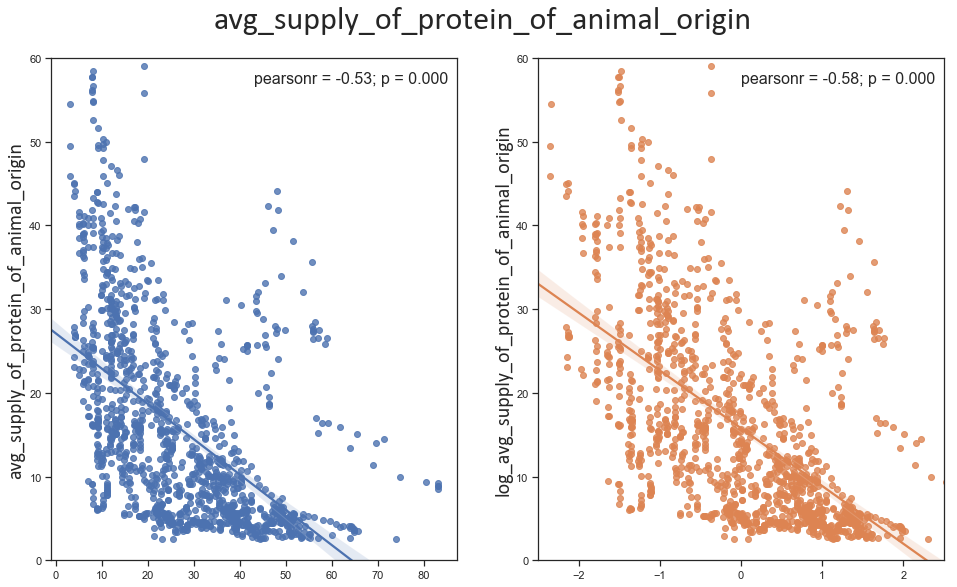 avg_supply_of_protein_of_animal_origin
pearsonr = -0.53; p = 0.000
avg_supply_of_protein_of_animal_origin
60
50
40
30
20
10
0
0 10 20 30 40 50 60 70 80
pearsonr = -0.58; p = 0.000
log_avg_supply_of_protein_of_animal_origin
60
50
40
30
20
10
0
−2 −1 0 1 2